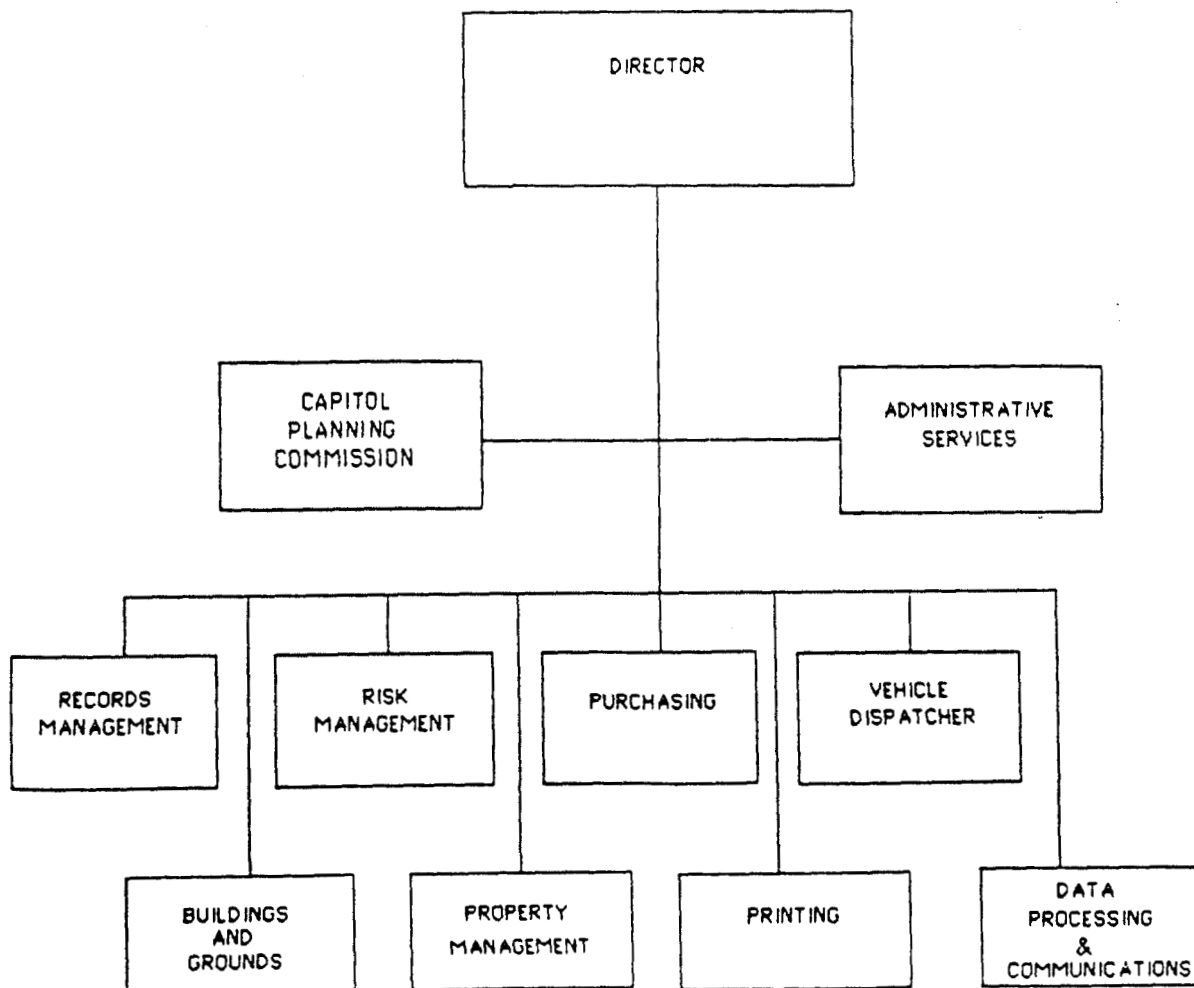 DIRECTOR
CAPITOL
PLANNING
COMMISSION
ADMINISTRATIVE
SERVICES
RECORDS
MANAGEMENT
RISK
MANAGEMENT
PURCHASING
VEHICLE
DISPATCHER
BUILDINGS
AND
GROUNDS
PROPERTY
MANAGEMENT
PRINTING
DATA
PROCESSING
&
COMMUNICATIONS